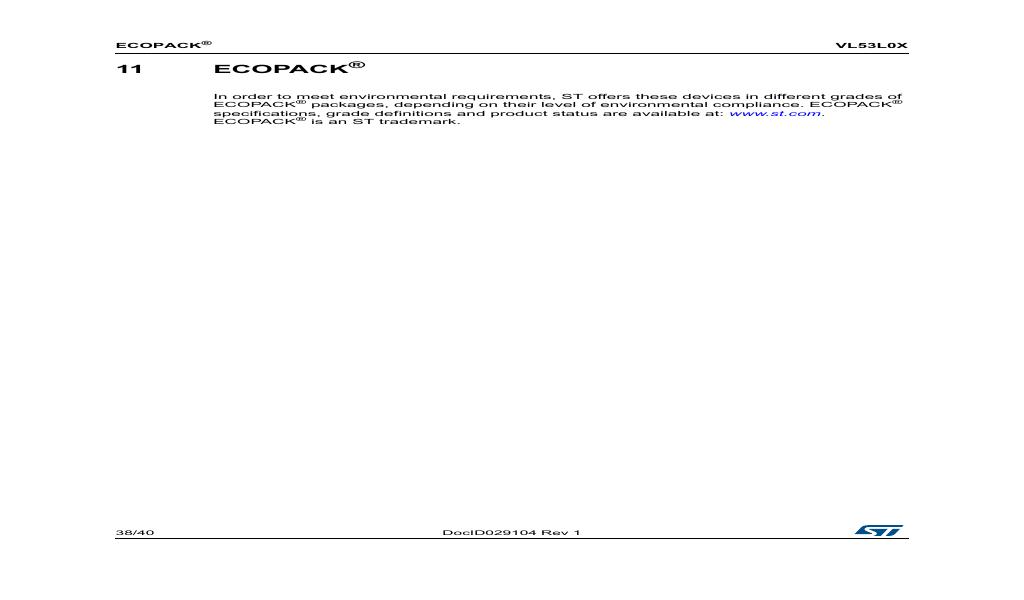 ECOPACK® VL53L0X
11 ECOPACK®
In order to meet environmental requirements, ST offers these devices in different grades of
ECOPACK® packages, depending on their level of environmental compliance. ECOPACK®
specifications, grade definitions and product status are available at: www.st.com.
ECOPACK® is an ST trademark.
38/40 DocID029104 Rev 1 ST